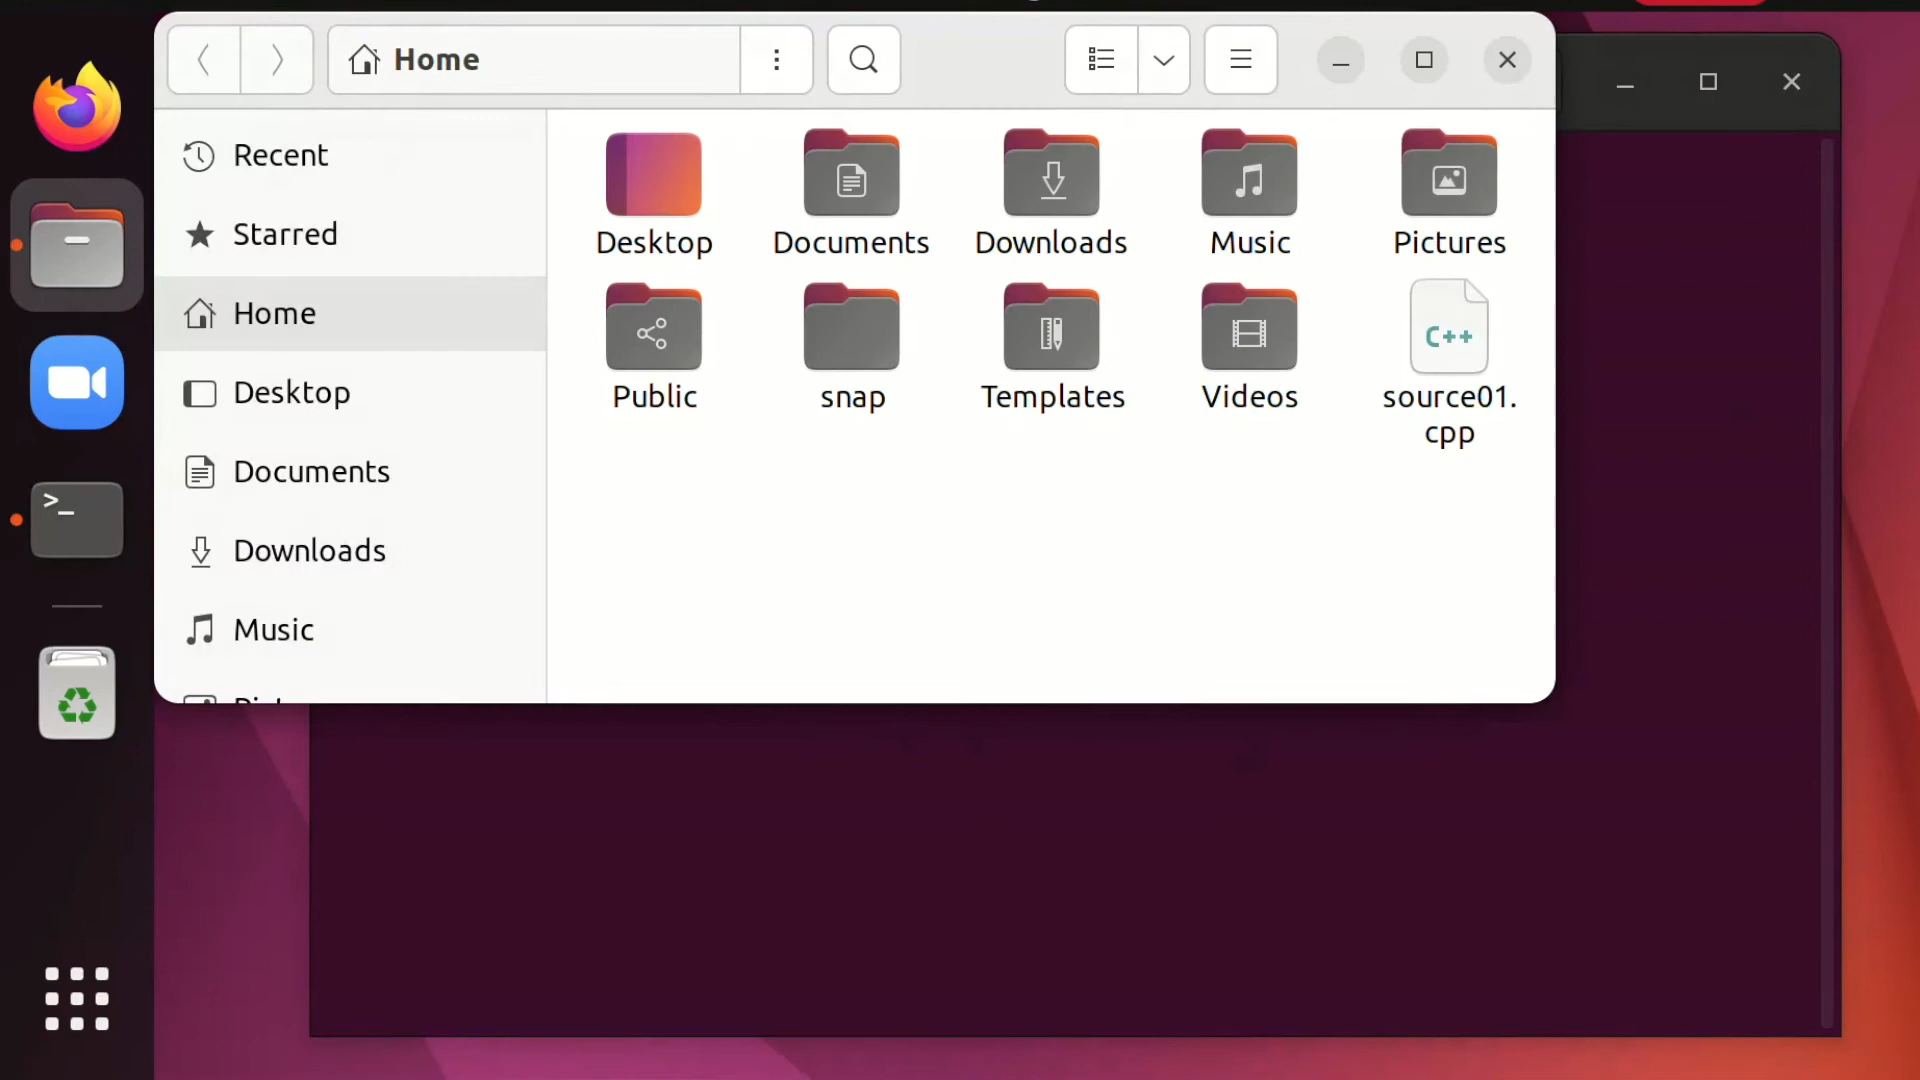 Home
Recent
Starred
Home
Desktop
Documents
Downloads
Music
Desktop
Documents
Downloads
Music
Pictures
Public
snap
Templates
Videos
source01.
cpp
C++
>_